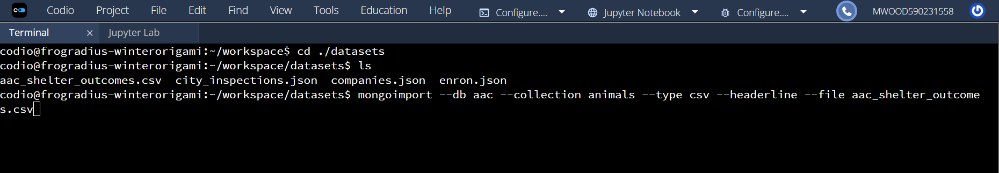 Codio Project File Edit Find View Tools Education Help Configure.... Jupyter Notebook Configure.... MWOOD590231558
Terminal × Jupyter Lab
codio@frogradius-winterorigami:~/workspace$ cd ./datasets
codio@frogradius-winterorigami:~/workspace/datasets$ ls
aac_shelter_outcomes.csv city_inspections.json companies.json enron.json
codio@frogradius-winterorigami:~/workspace/datasets$ mongoimport --db aac --collection animals --type csv --headerline --file aac_shelter_outcome
s.csv